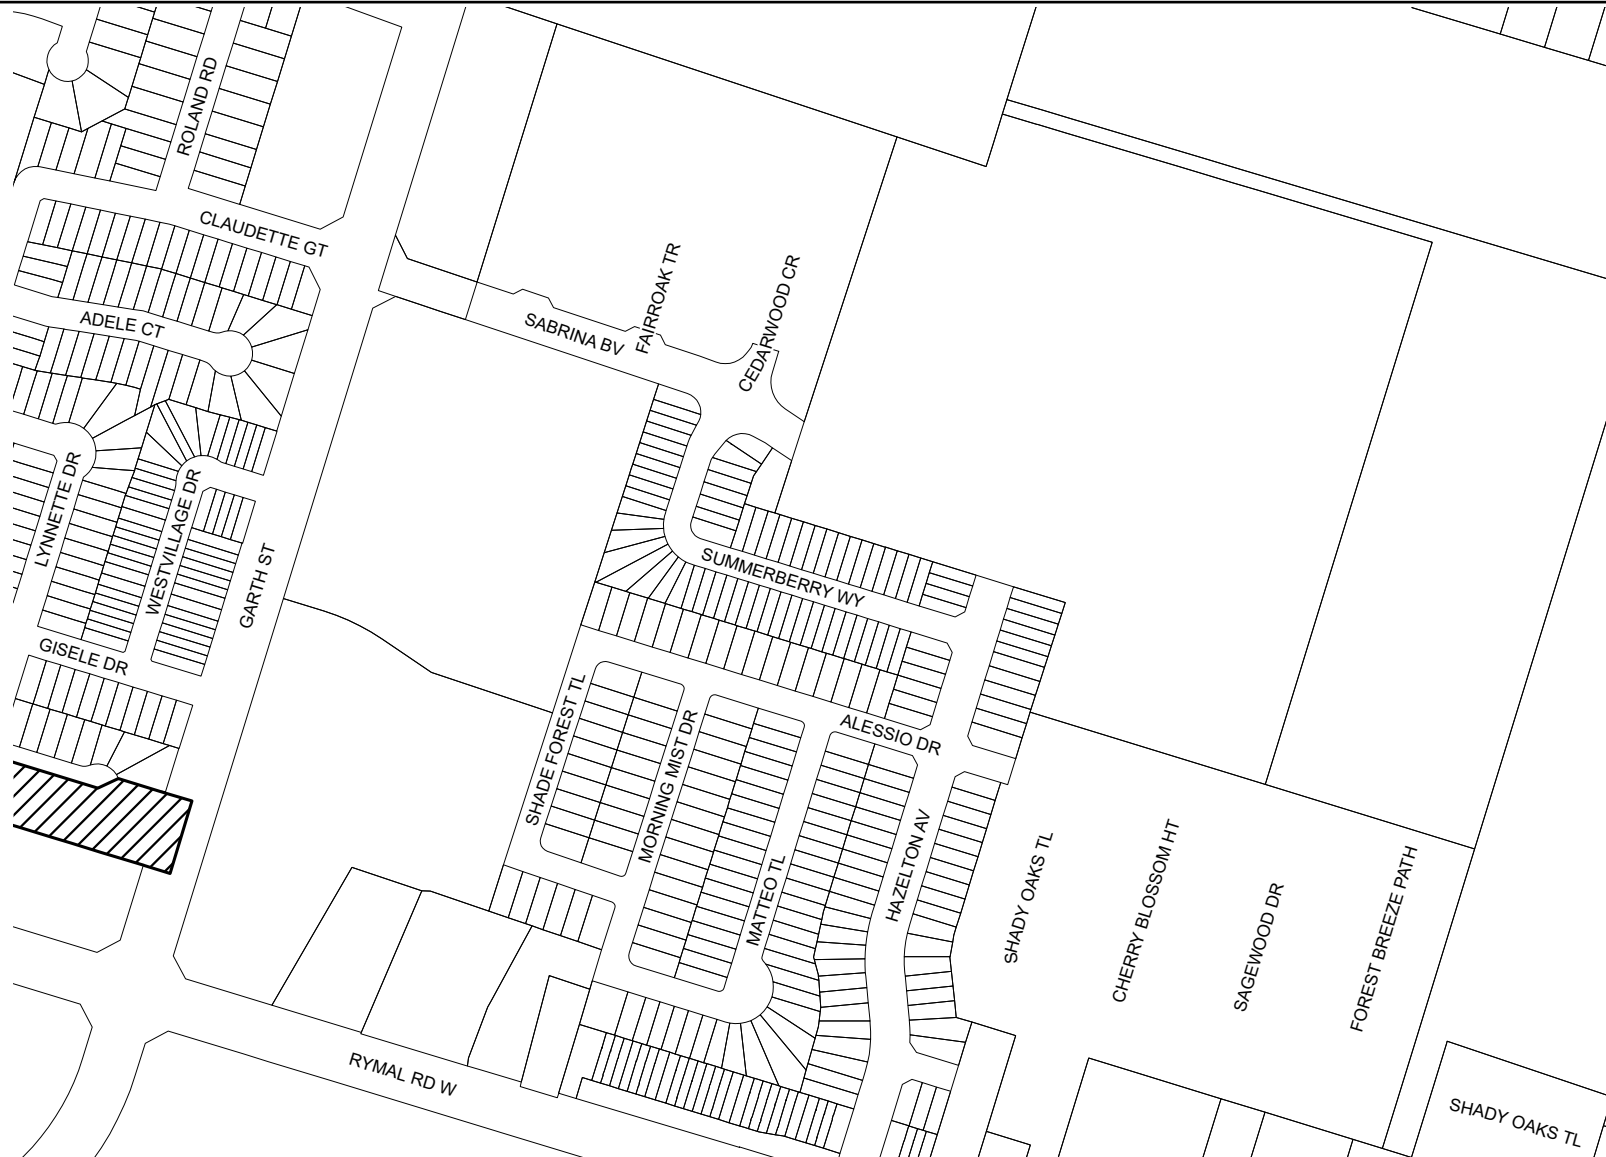 ROLAND RD
CLAUDETTE GT
FAIRROAK TR
CEDARWOOD CR
ADELE CT
SABRINA BV
LYNNETTE DR
WESTVILLAGE DR
GARTH ST
SUMMERBERRY WY
GISELE DR
SHADE FOREST TL
MORNING MIST DR
ALESSIO DR
HAZELTON AV
MATTEO TL
SHADY OAKS TL
CHERRY BLOSSOM HT
SAGEWOOD DR
FOREST BREEZE PATH
RYMAL RD W
SHADY OAKS TL